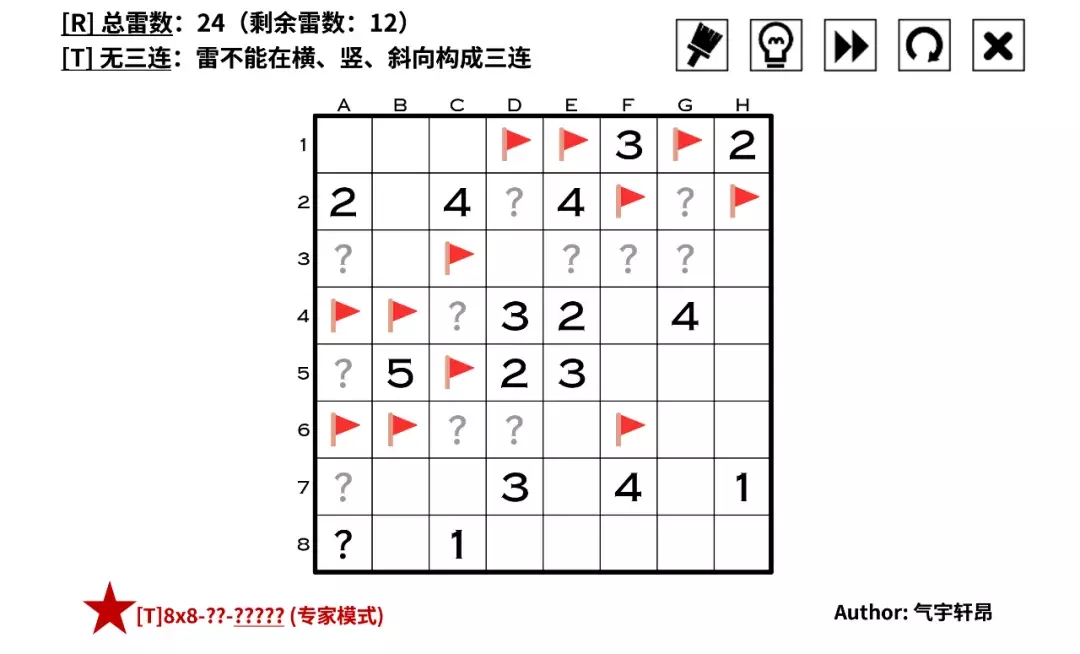 [R] 总雷数：24（剩余雷数：12）
[T] 无三连：雷不能在横、竖、斜向构成三连
A B C D E F G H
1 3 2
2 2 4 ? 4 ?
3 ? ? ? ?
4 ? 3 2 4
5 ? 5 2 3
6 ? ?
7 ? 3 4 1
8 ? 1
[T]8x8-??-????? (专家模式)
Author: 气宇轩昂